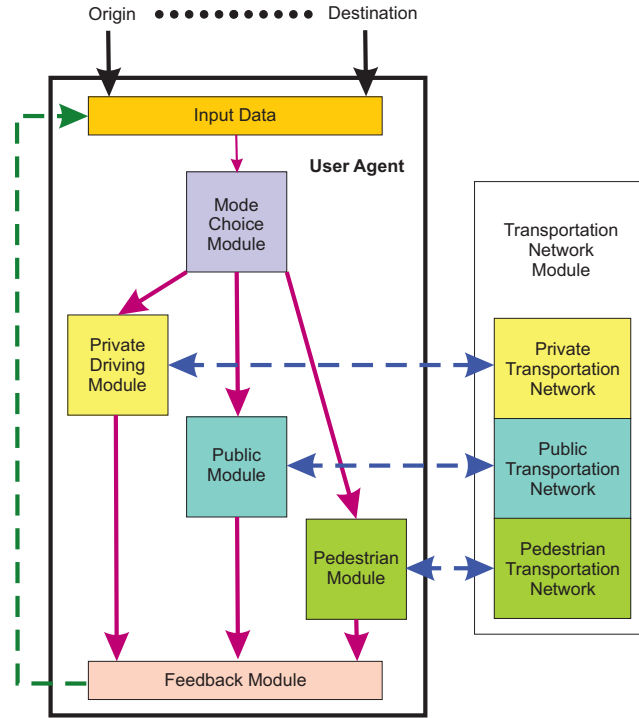 Origin
Destination
Input Data
User Agent
Mode
Choice
Module
Transportation
Network
Module
Private
Driving
Module
Private
Transportation
Network
Public
Module
Public
Transportation
Network
Pedestrian
Module
Pedestrian
Transportation
Network
Feedback Module